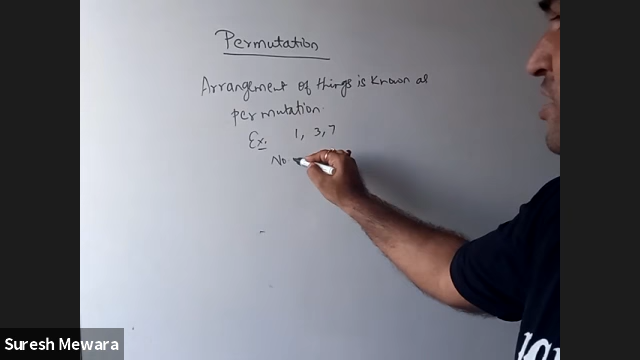 Permutation
Arrangement of things is known as
permutation.
Ex. 1, 3, 7
No
Suresh Mewara